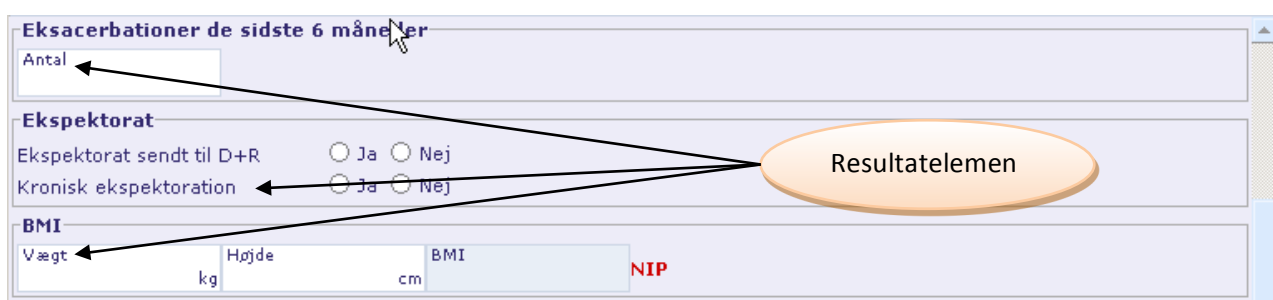 Eksacerbationer de sidste 6 måneder
Antal
Ekspektorat
Ekspektorat sendt til D+R Ja Nej
Kronisk ekspektoration Ja Nej
Resultatelemen
BMI
Vægt Højde BMI
kg cm NIP